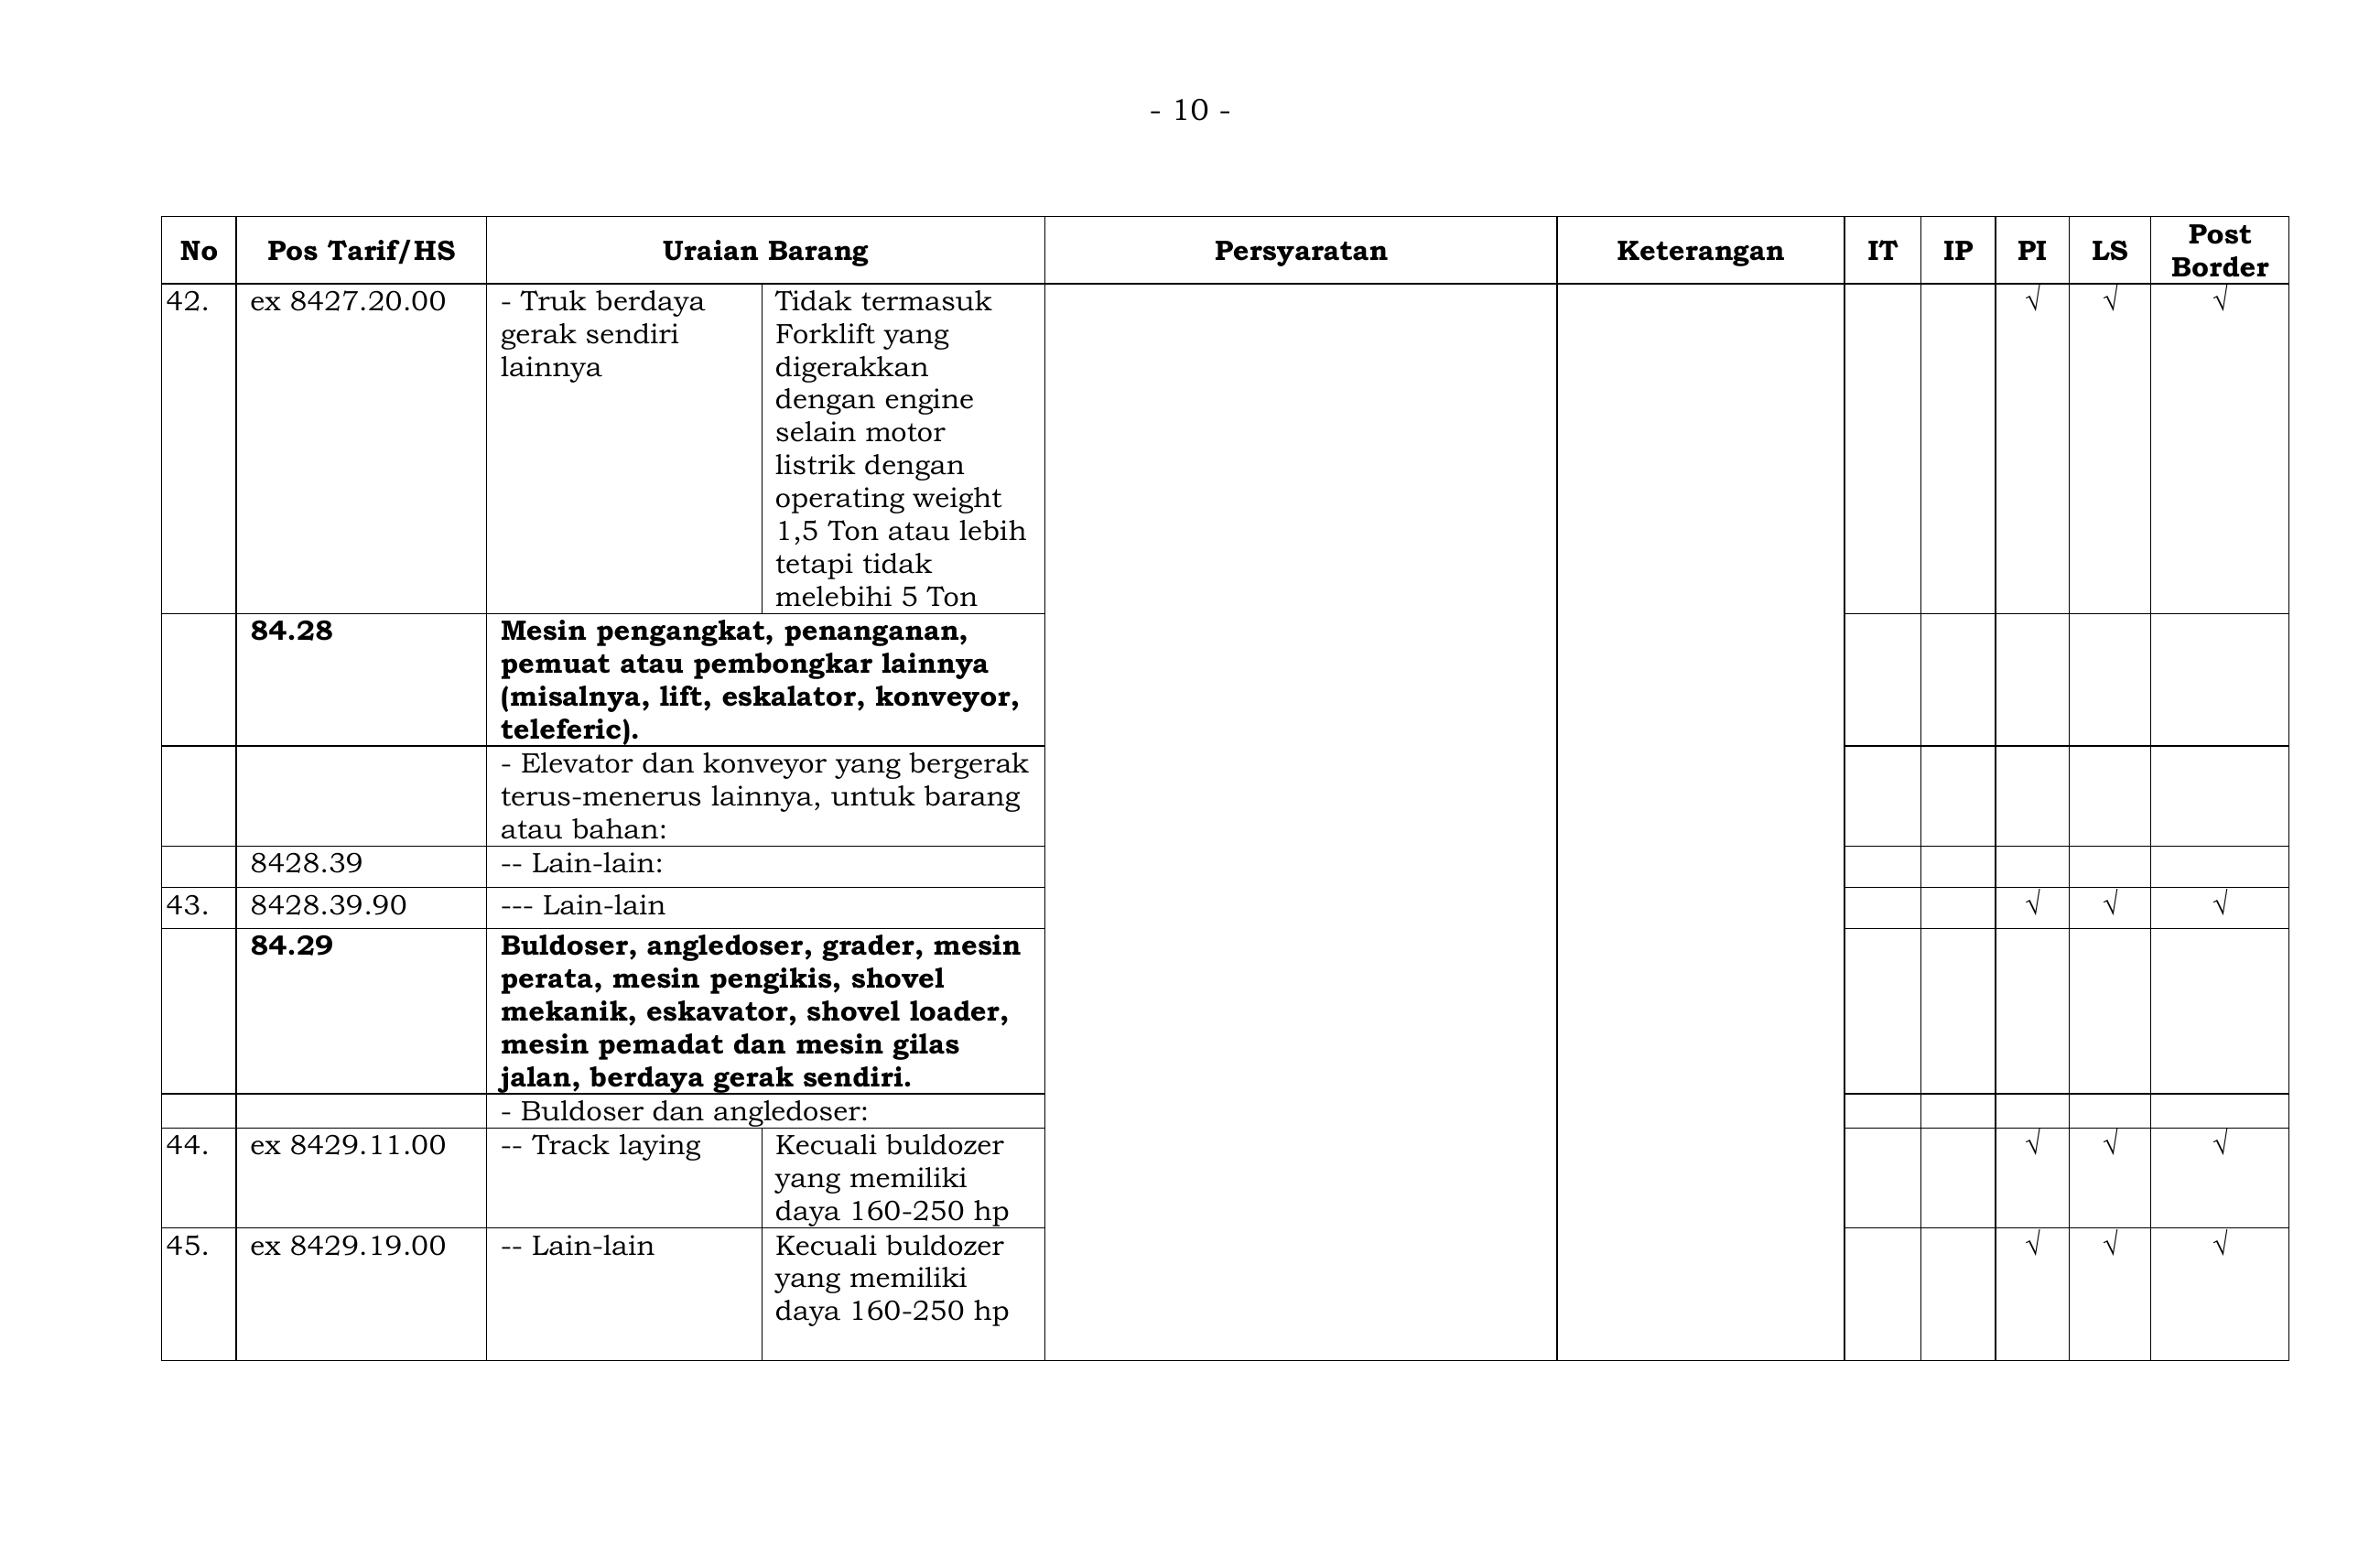 - 10 -
No Pos Tarif/HS Uraian Barang Persyaratan Keterangan IT IP PI LS Post Border
42. ex 8427.20.00 - Truk berdaya gerak sendiri lainnya Tidak termasuk Forklift yang digerakkan dengan engine selain motor listrik dengan operating weight 1,5 Ton atau lebih tetapi tidak melebihi 5 Ton √ √ √
84.28 Mesin pengangkat, penanganan,
pemuat atau pembongkar lainnya
(misalnya, lift, eskalator, konveyor,
teleferic).
- Elevator dan konveyor yang bergerak
terus-menerus lainnya, untuk barang
atau bahan:
8428.39 -- Lain-lain:
43. 8428.39.90 --- Lain-lain √ √ √
84.29 Buldoser, angledoser, grader, mesin
perata, mesin pengikis, shovel
mekanik, eskavator, shovel loader,
mesin pemadat dan mesin gilas
jalan, berdaya gerak sendiri.
- Buldoser dan angledoser:
44. ex 8429.11.00 -- Track laying Kecuali buldozer √ √ √
yang memiliki
daya 160-250 hp
45. ex 8429.19.00 -- Lain-lain Kecuali buldozer √ √ √
yang memiliki
daya 160-250 hp